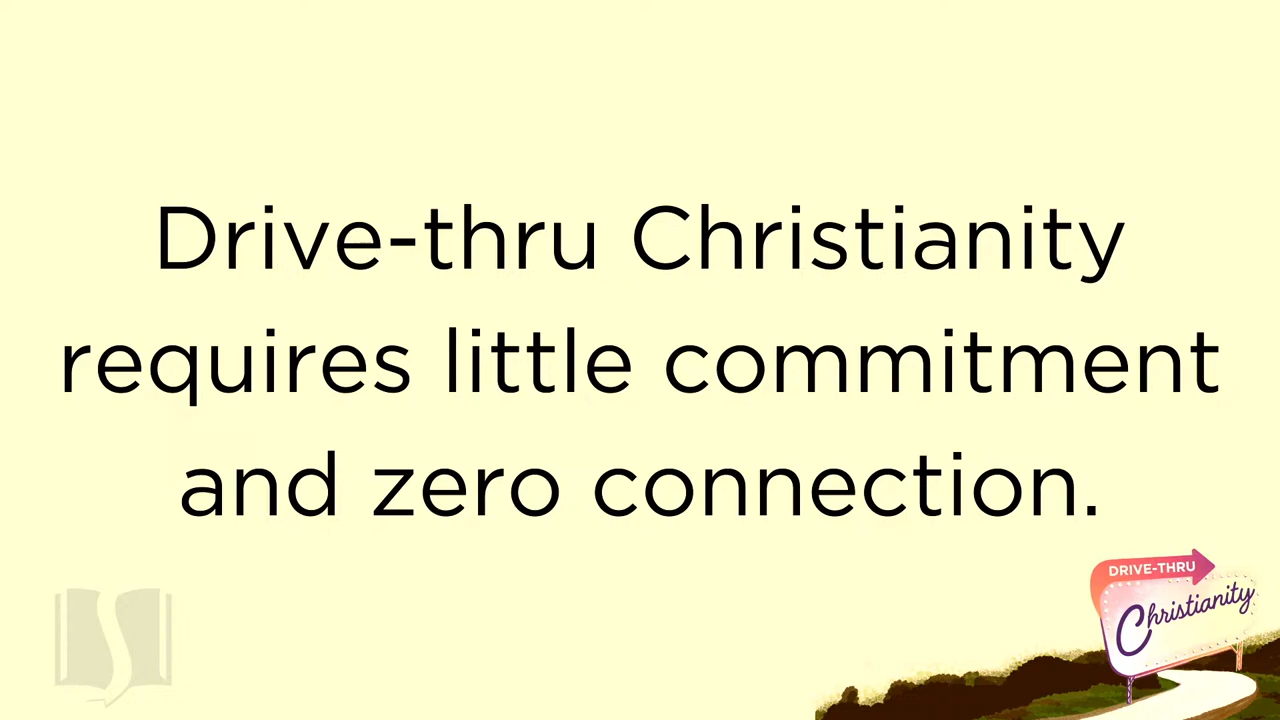 Drive-thru Christianity
requires little commitment
and zero connection.
DRIVE-THRU
Christianity